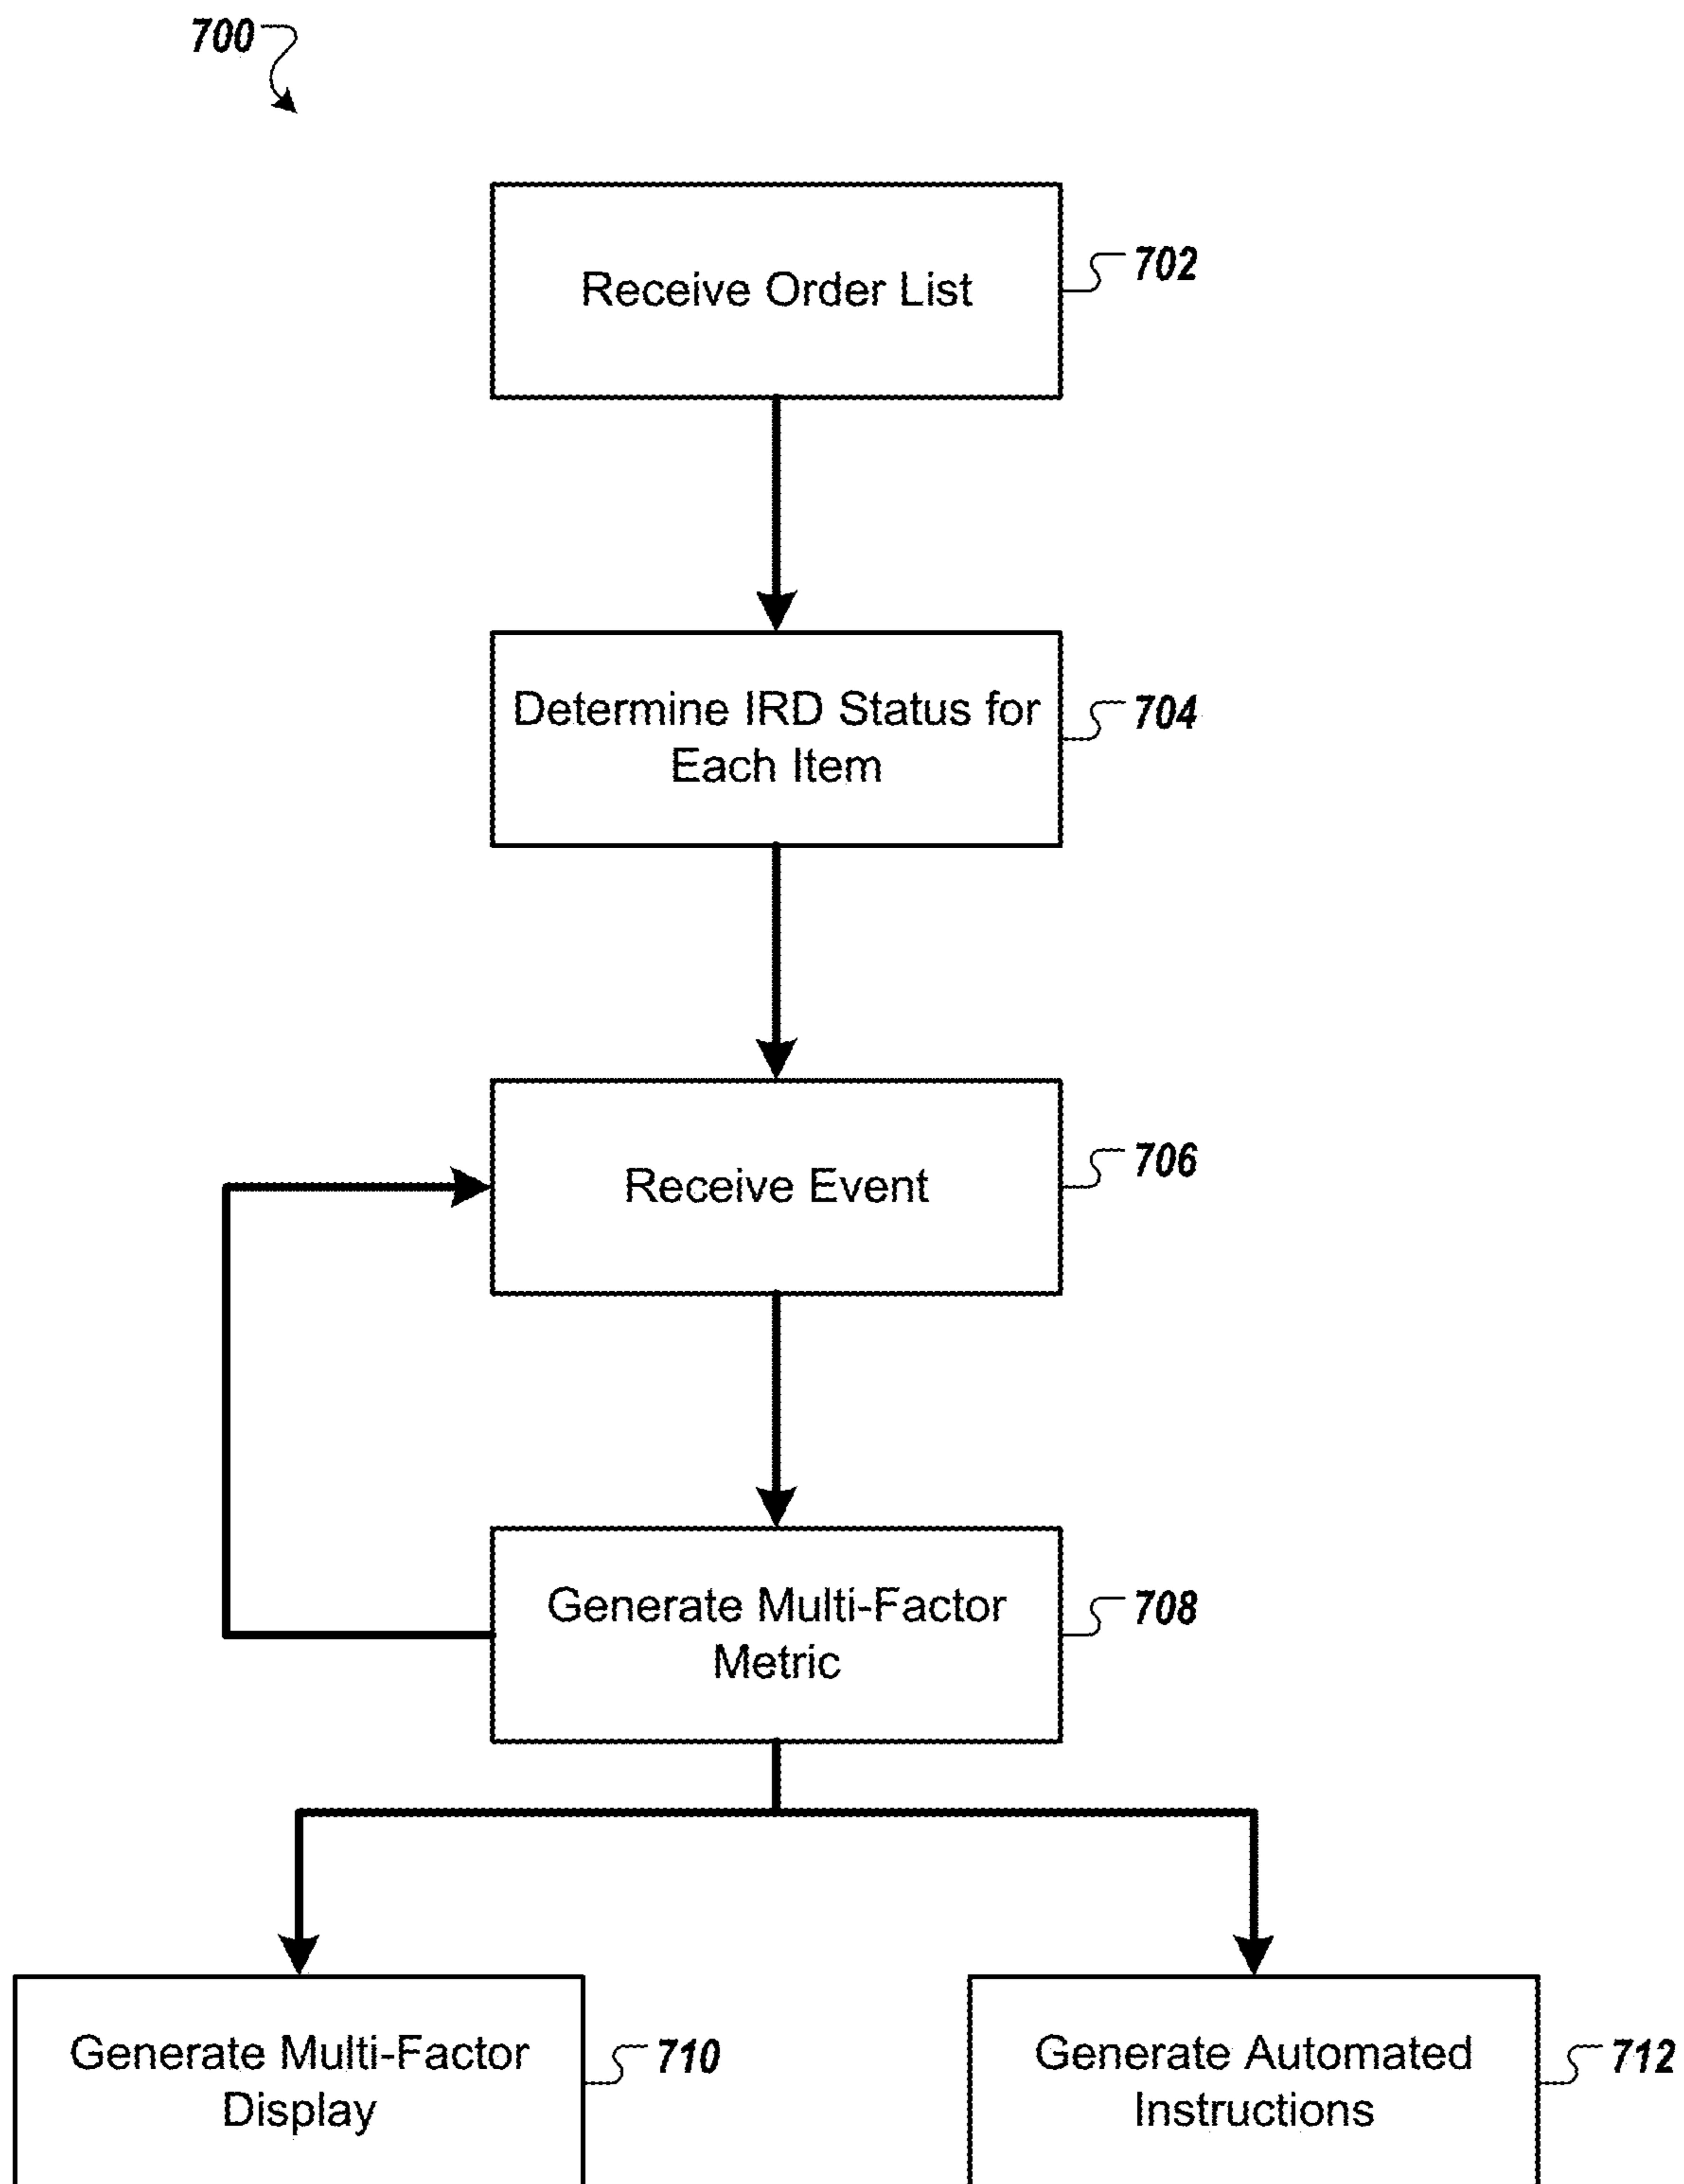 700
Receive Order List
702
Determine IRD Status for
Each Item
704
Receive Event
706
Generate Multi-Factor
Metric
708
Generate Multi-Factor
Display
710
Generate Automated
Instructions
712